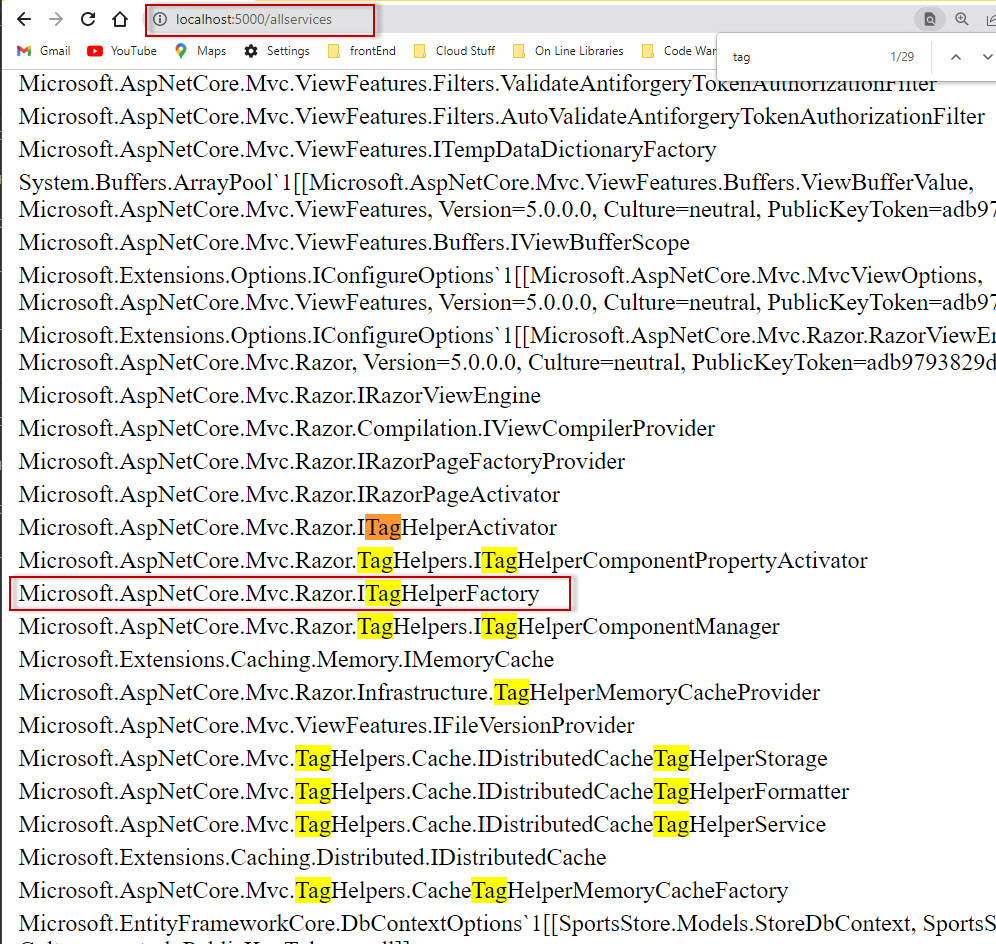 localhost:5000/allservices
Gmail YouTube Maps Settings frontEnd Cloud Stuff On Line Libraries Code War
tag 1/29
Microsoft.AspNetCore.Mvc.ViewFeatures.Filters.ValidateAntiforgeryTokenAuthorizationFilter
Microsoft.AspNetCore.Mvc.ViewFeatures.Filters.AutoValidateAntiforgeryTokenAuthorizationFilter
Microsoft.AspNetCore.Mvc.ViewFeatures.ITempDataDictionaryFactory
System.Buffers.ArrayPool`1[[Microsoft.AspNetCore.Mvc.ViewFeatures.Buffers.ViewBufferValue,
Microsoft.AspNetCore.Mvc.ViewFeatures, Version=5.0.0.0, Culture=neutral, PublicKeyToken=adb97
Microsoft.AspNetCore.Mvc.ViewFeatures.Buffers.IViewBufferScope
Microsoft.Extensions.Options.IConfigureOptions`1[[Microsoft.AspNetCore.Mvc.MvcViewOptions,
Microsoft.AspNetCore.Mvc.ViewFeatures, Version=5.0.0.0, Culture=neutral, PublicKeyToken=adb97
Microsoft.Extensions.Options.IConfigureOptions`1[[Microsoft.AspNetCore.Mvc.Razor.RazorViewEn
Microsoft.AspNetCore.Mvc.Razor, Version=5.0.0.0, Culture=neutral, PublicKeyToken=adb9793829d
Microsoft.AspNetCore.Mvc.Razor.IRazorViewEngine
Microsoft.AspNetCore.Mvc.Razor.Compilation.IViewCompilerProvider
Microsoft.AspNetCore.Mvc.Razor.IRazorPageFactoryProvider
Microsoft.AspNetCore.Mvc.Razor.IRazorPageActivator
Microsoft.AspNetCore.Mvc.Razor.ITagHelperActivator
Microsoft.AspNetCore.Mvc.Razor.TagHelpers.ITagHelperComponentPropertyActivator
Microsoft.AspNetCore.Mvc.Razor.ITagHelperFactory
Microsoft.AspNetCore.Mvc.Razor.TagHelpers.ITagHelperComponentManager
Microsoft.Extensions.Caching.Memory.IMemoryCache
Microsoft.AspNetCore.Mvc.Razor.Infrastructure.TagHelperMemoryCacheProvider
Microsoft.AspNetCore.Mvc.ViewFeatures.IFileVersionProvider
Microsoft.AspNetCore.Mvc.TagHelpers.Cache.IDistributedCacheTagHelperStorage
Microsoft.AspNetCore.Mvc.TagHelpers.Cache.IDistributedCacheTagHelperFormatter
Microsoft.AspNetCore.Mvc.TagHelpers.Cache.IDistributedCacheTagHelperService
Microsoft.Extensions.Caching.Distributed.IDistributedCache
Microsoft.AspNetCore.Mvc.TagHelpers.CacheTagHelperMemoryCacheFactory
Microsoft.EntityFrameworkCore.DbContextOptions`1[[SportsStore.Models.StoreDbContext, SportsS